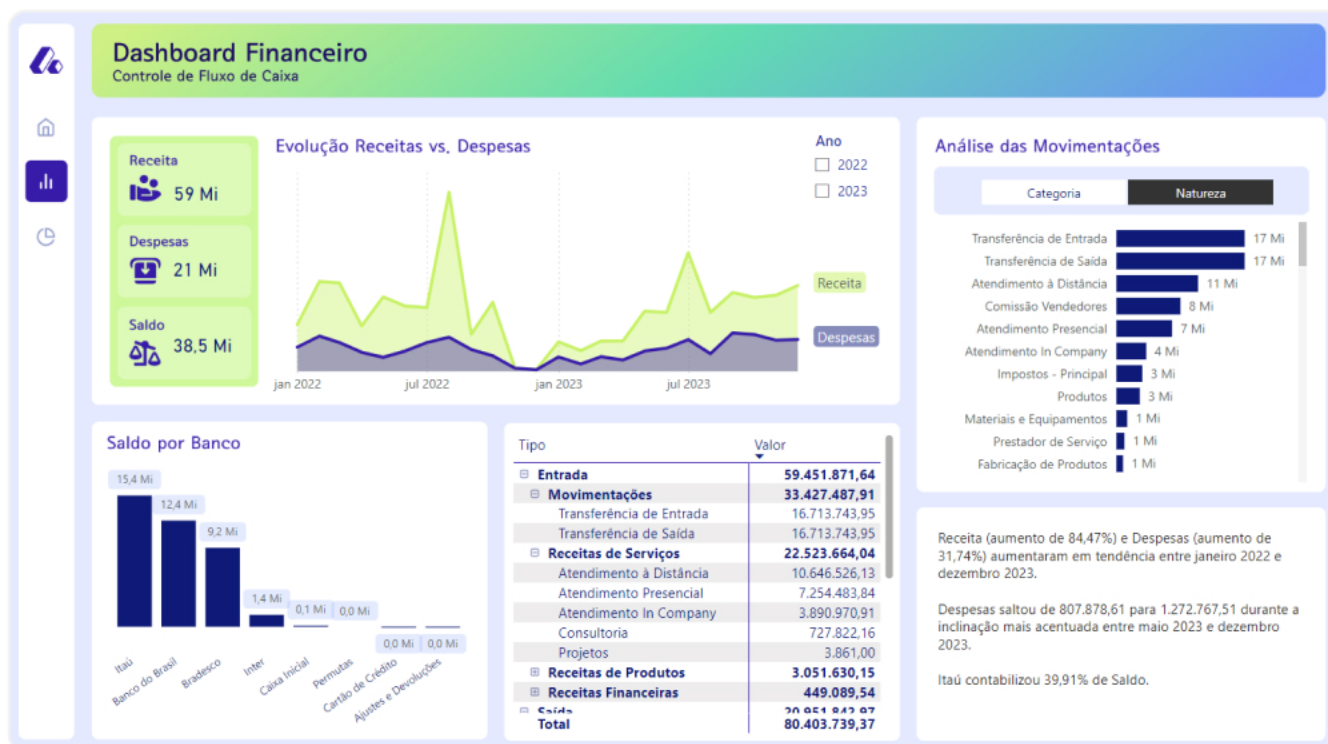 Dashboard Financeiro
Controle de Fluxo de Caixa
Receita
59 Mi
Despesas
21 Mi
Saldo
38,5 Mi
Evolução Receitas vs. Despesas
Ano
2022
2023
Receita
Despesas
jan 2022
jul 2022
jan 2023
jul 2023
Análise das Movimentações
Categoria
Natureza
Transferência de Entrada 17 Mi
Transferência de Saída 17 Mi
Atendimento à Distância 11 Mi
Comissão Vendedores 8 Mi
Atendimento Presencial 7 Mi
Atendimento In Company 4 Mi
Impostos - Principal 3 Mi
Produtos 3 Mi
Materiais e Equipamentos 1 Mi
Prestador de Serviço 1 Mi
Fabricação de Produtos 1 Mi
Saldo por Banco
15,4 Mi
12,4 Mi
9,2 Mi
1,4 Mi
0,1 Mi
0,0 Mi
0,0 Mi
0,0 Mi
Itaú
Banco do Brasil
Bradesco
Inter
Caixa Inicial
Permutas
Cartão de Crédito
Ajustes e Devoluções
Tipo Valor
Entrada 59.451.871,64
Movimentações 33.427.487,91
Transferência de Entrada 16.713.743,95
Transferência de Saída 16.713.743,95
Receitas de Serviços 22.523.664,04
Atendimento à Distância 10.646.526,13
Atendimento Presencial 7.254.483,84
Atendimento In Company 3.890.970,91
Consultoria 727.822,16
Projetos 3.861,00
Receitas de Produtos 3.051.630,15
Receitas Financeiras 449.089,54
Saída 20.951.842,97
Total 80.403.739,37
Receita (aumento de 84,47%) e Despesas (aumento de
31,74%) aumentaram em tendência entre janeiro 2022 e
dezembro 2023.
Despesas saltou de 807.878,61 para 1.272.767,51 durante a
inclinação mais acentuada entre maio 2023 e dezembro
2023.
Itaú contabilizou 39,91% de Saldo.